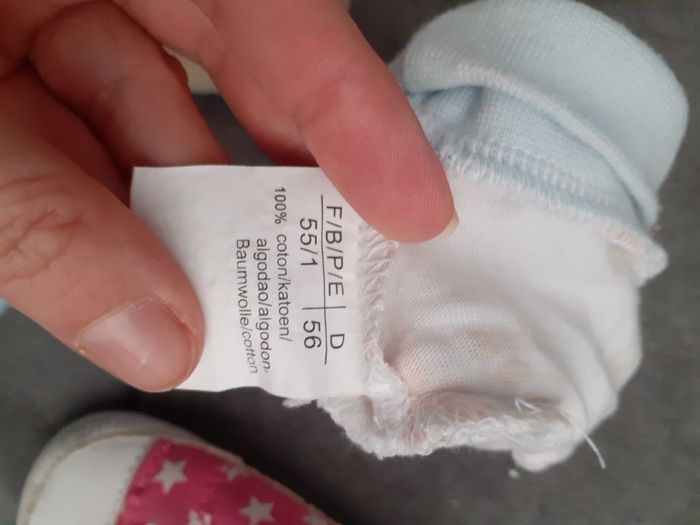 F/B/P/E | D
55/1 | 56
100% coton/katoen/
algodao/algodon
Baumwolle/cotton